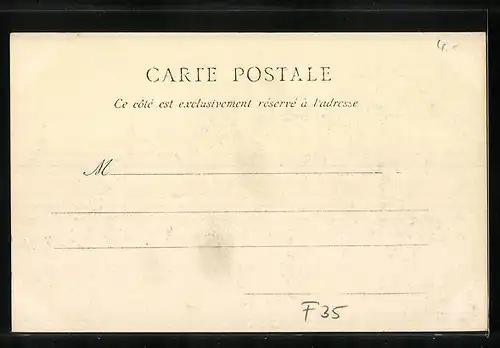 4.-
CARTE POSTALE
Ce côté est exclusivement réservé à l'adresse
M
F35